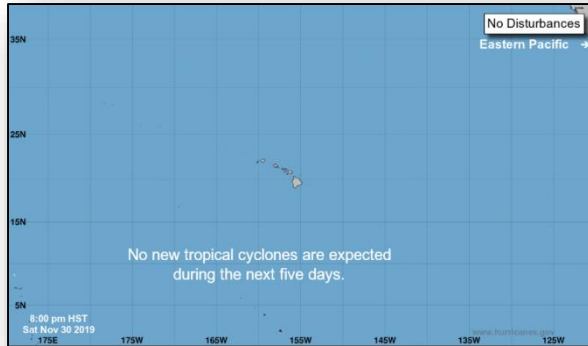 No Disturbances
Eastern Pacific →
35N
25N
15N
No new tropical cyclones are expected
during the next five days.
5N
8:00 pm HST
Sat Nov 30 2019
www.hurricanes.gov
175E
175W
165W
155W
145W
135W
125W